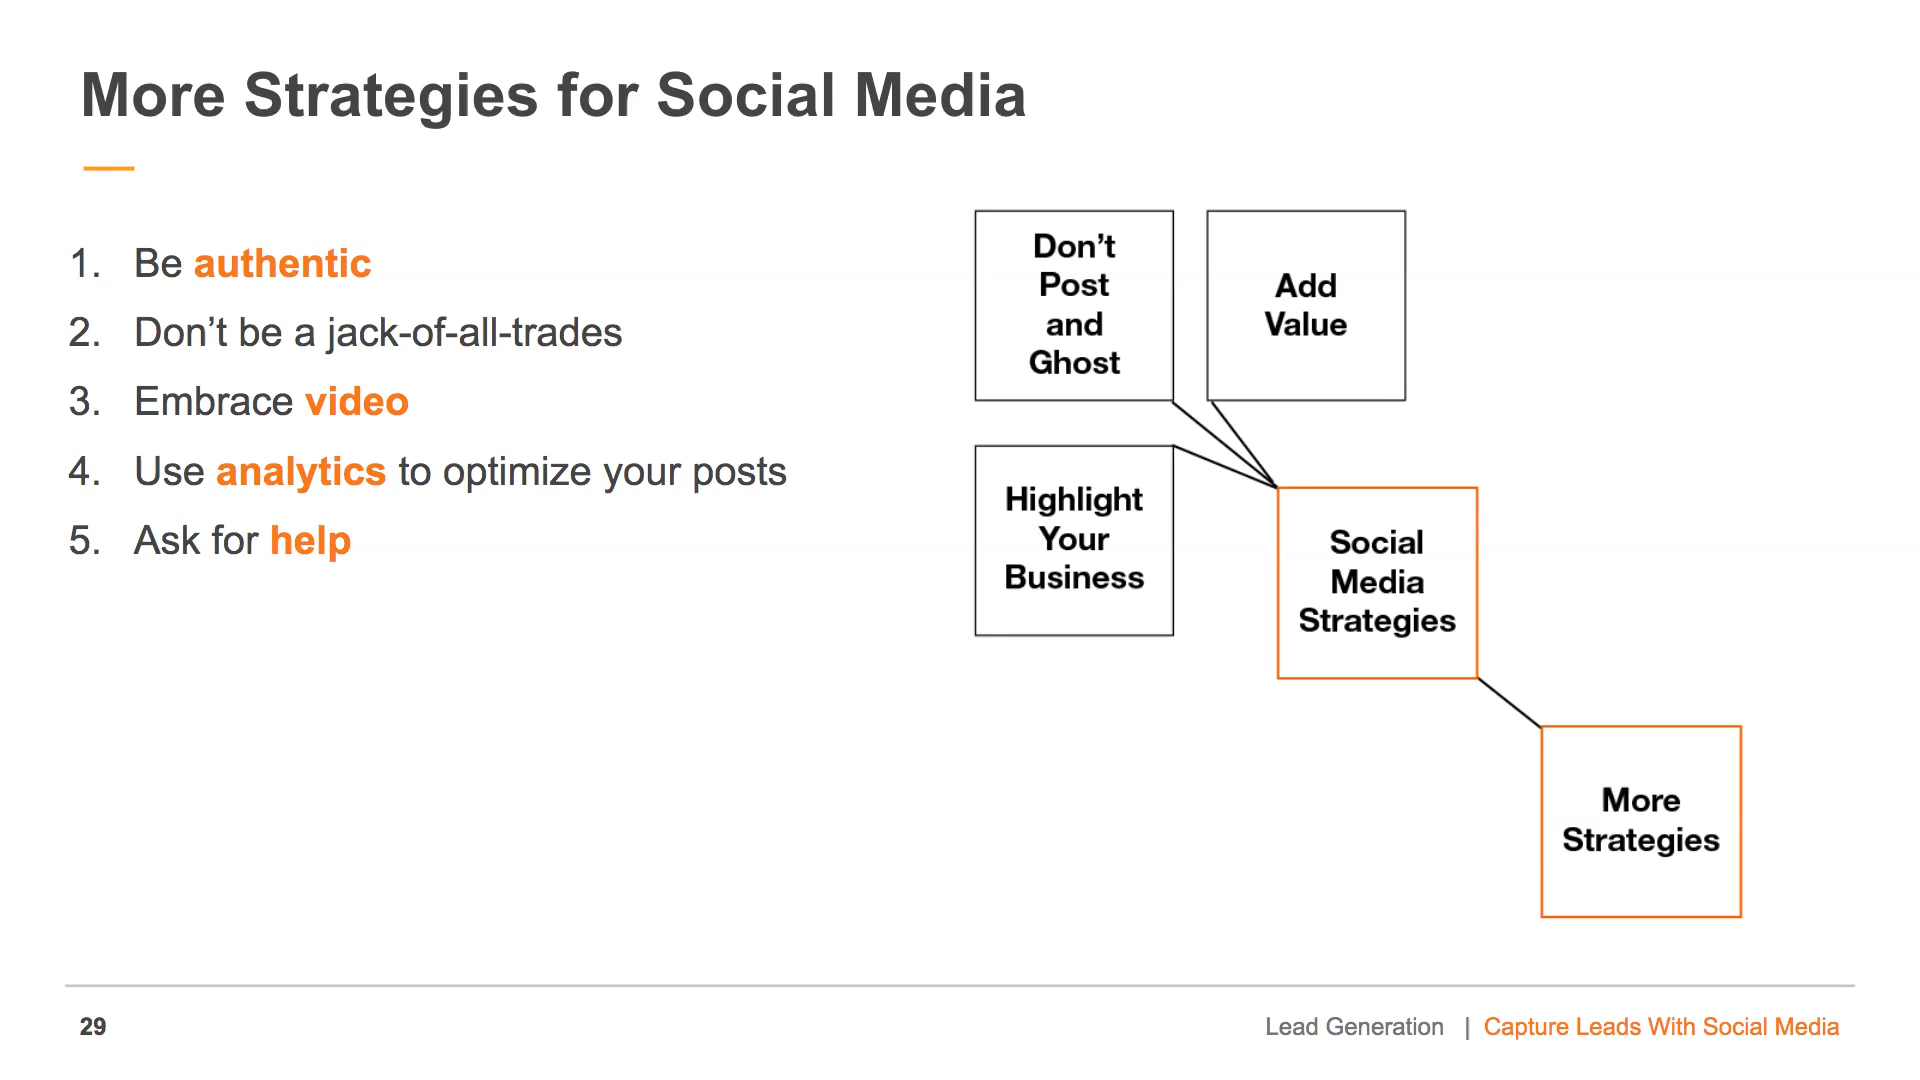 More Strategies for Social Media
1. Be authentic
2. Don’t be a jack-of-all-trades
3. Embrace video
4. Use analytics to optimize your posts
5. Ask for help
Don’t
Post
and
Ghost
Add
Value
Highlight
Your
Business
Social
Media
Strategies
More
Strategies
29
Lead Generation | Capture Leads With Social Media